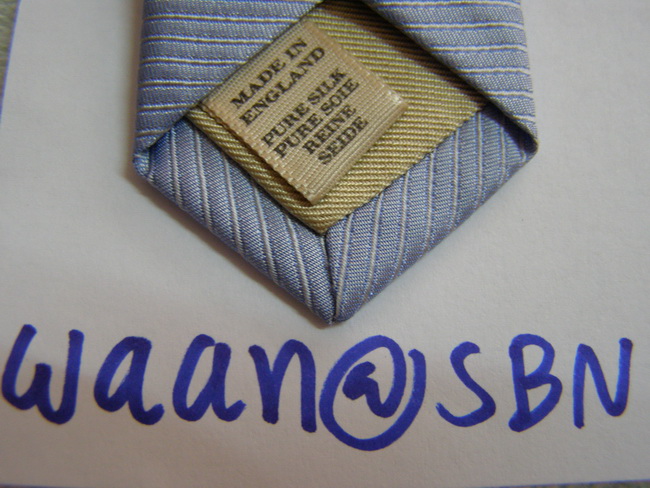 MADE IN
ENGLAND
PURE SILK
PURE SOIE
REINE
SEIDE
waan@SBN